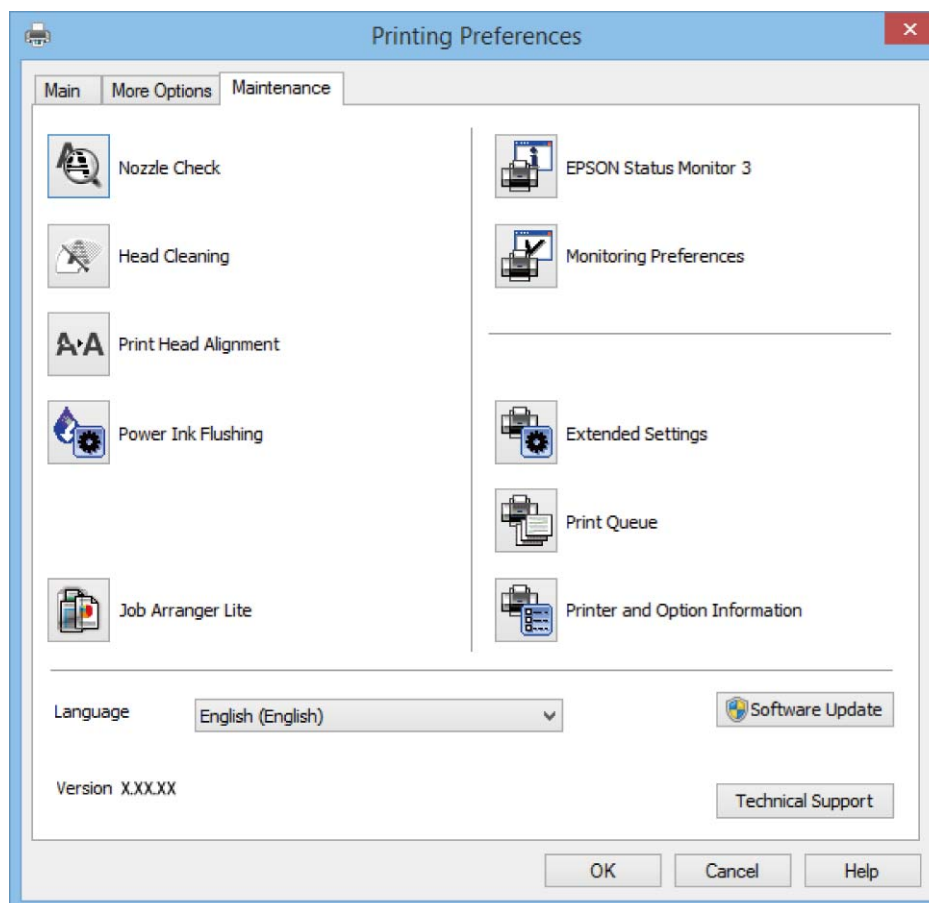 Printing Preferences
Main
More Options
Maintenance
Nozzle Check
Head Cleaning
A A Print Head Alignment
Power Ink Flushing
Job Arranger Lite
EPSON Status Monitor 3
Monitoring Preferences
Extended Settings
Print Queue
Printer and Option Information
Language
English (English)
Software Update
Version X.XX.XX
Technical Support
OK
Cancel
Help